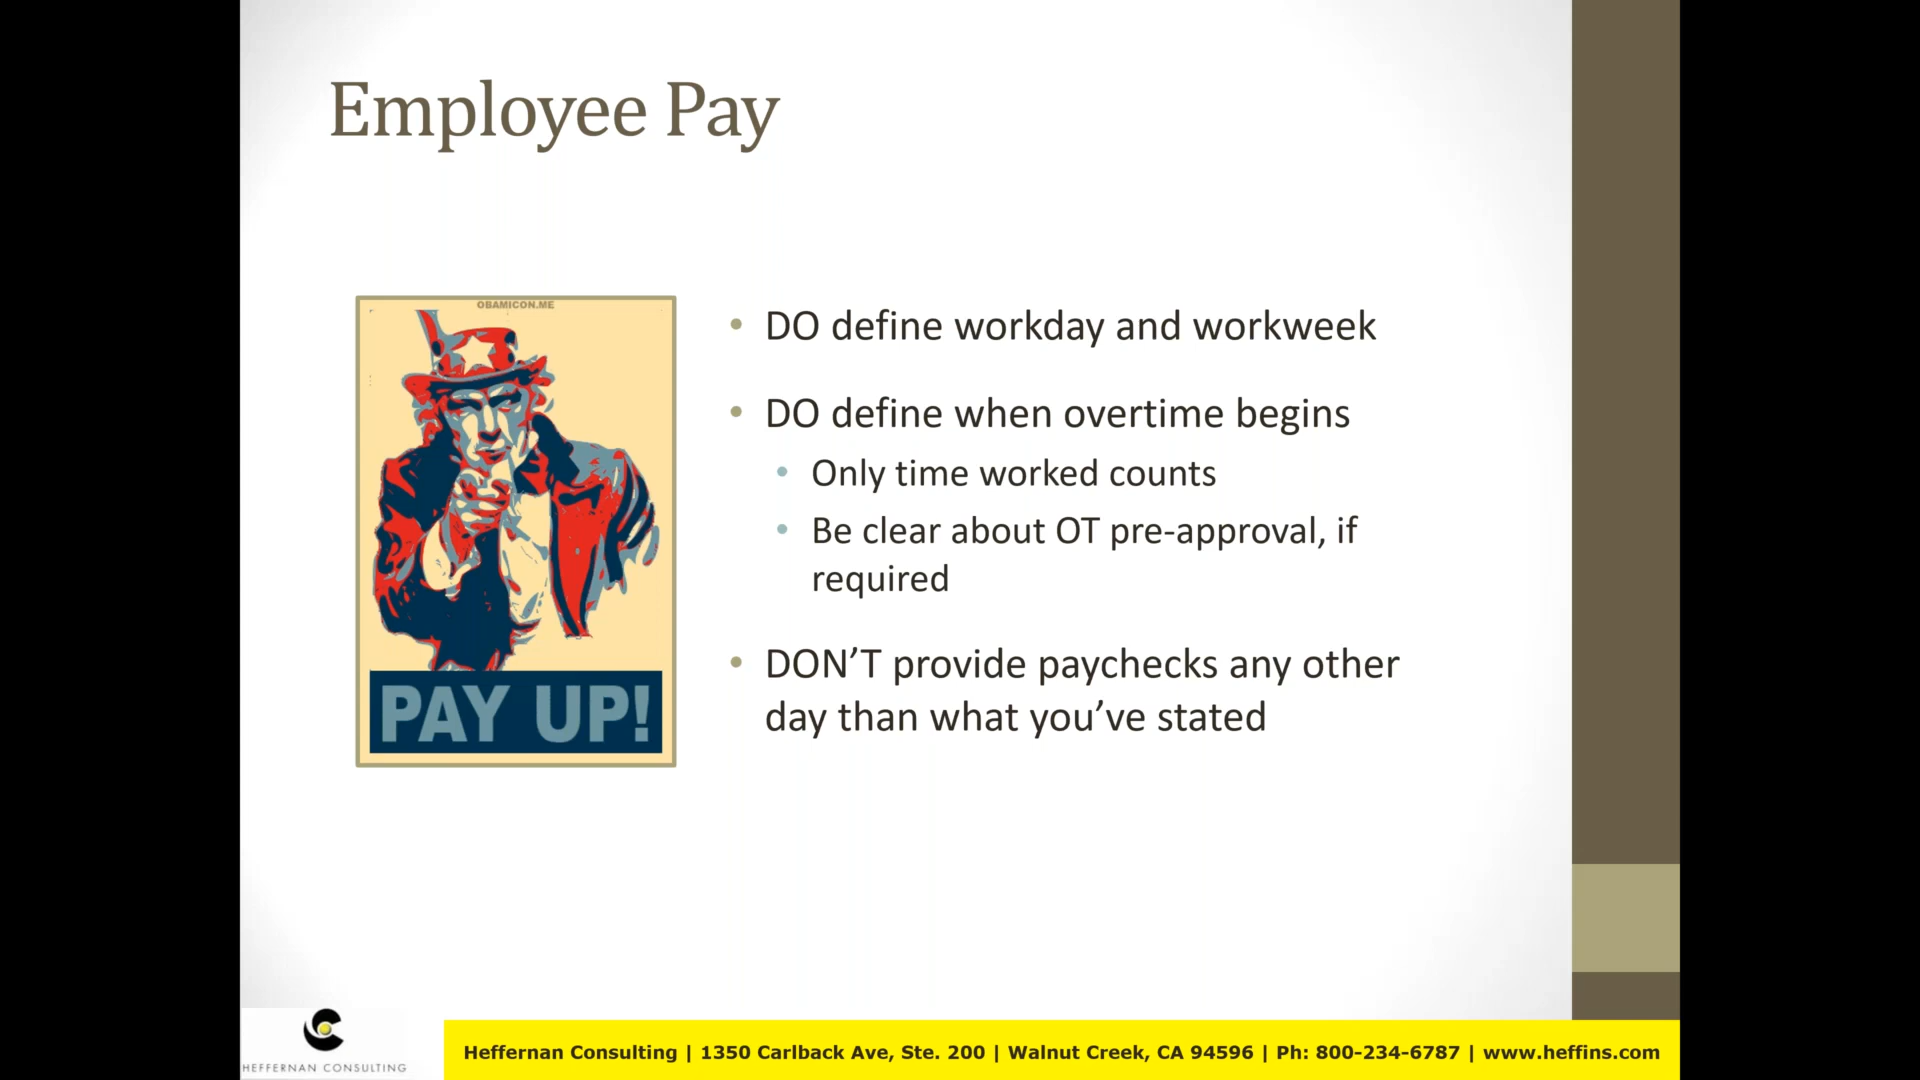 Employee Pay
OBAMICON.ME
PAY UP!
• DO define workday and workweek
• DO define when overtime begins
• Only time worked counts
• Be clear about OT pre-approval, if
required
• DON’T provide paychecks any other
day than what you’ve stated
HEFFERNAN CONSULTING
Heffernan Consulting | 1350 Carlback Ave, Ste. 200 | Walnut Creek, CA 94596 | Ph: 800-234-6787 | www.heffins.com